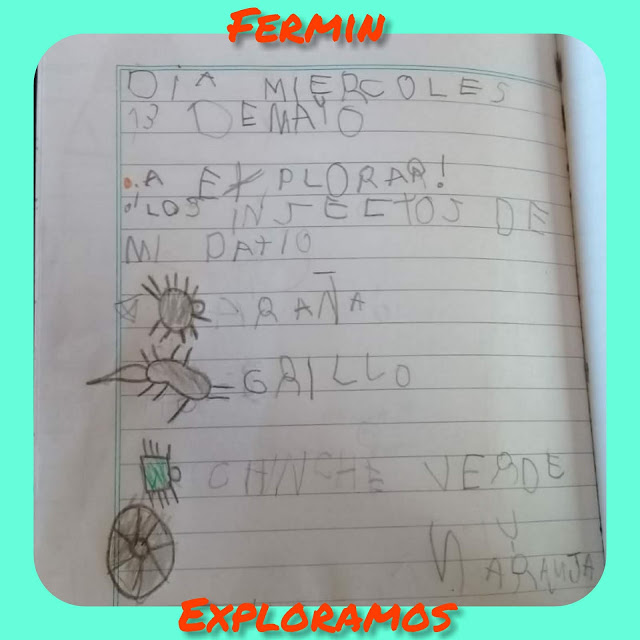 FERMIN
DIA MIERCOLES
13 DE MAYO
A EXPLORAR!
LOS INSECTOS DE
MI PATIO
ARAÑA
GRILLO
CHINCHE VERDE
Y
NARANJA
EXPLORAMOS